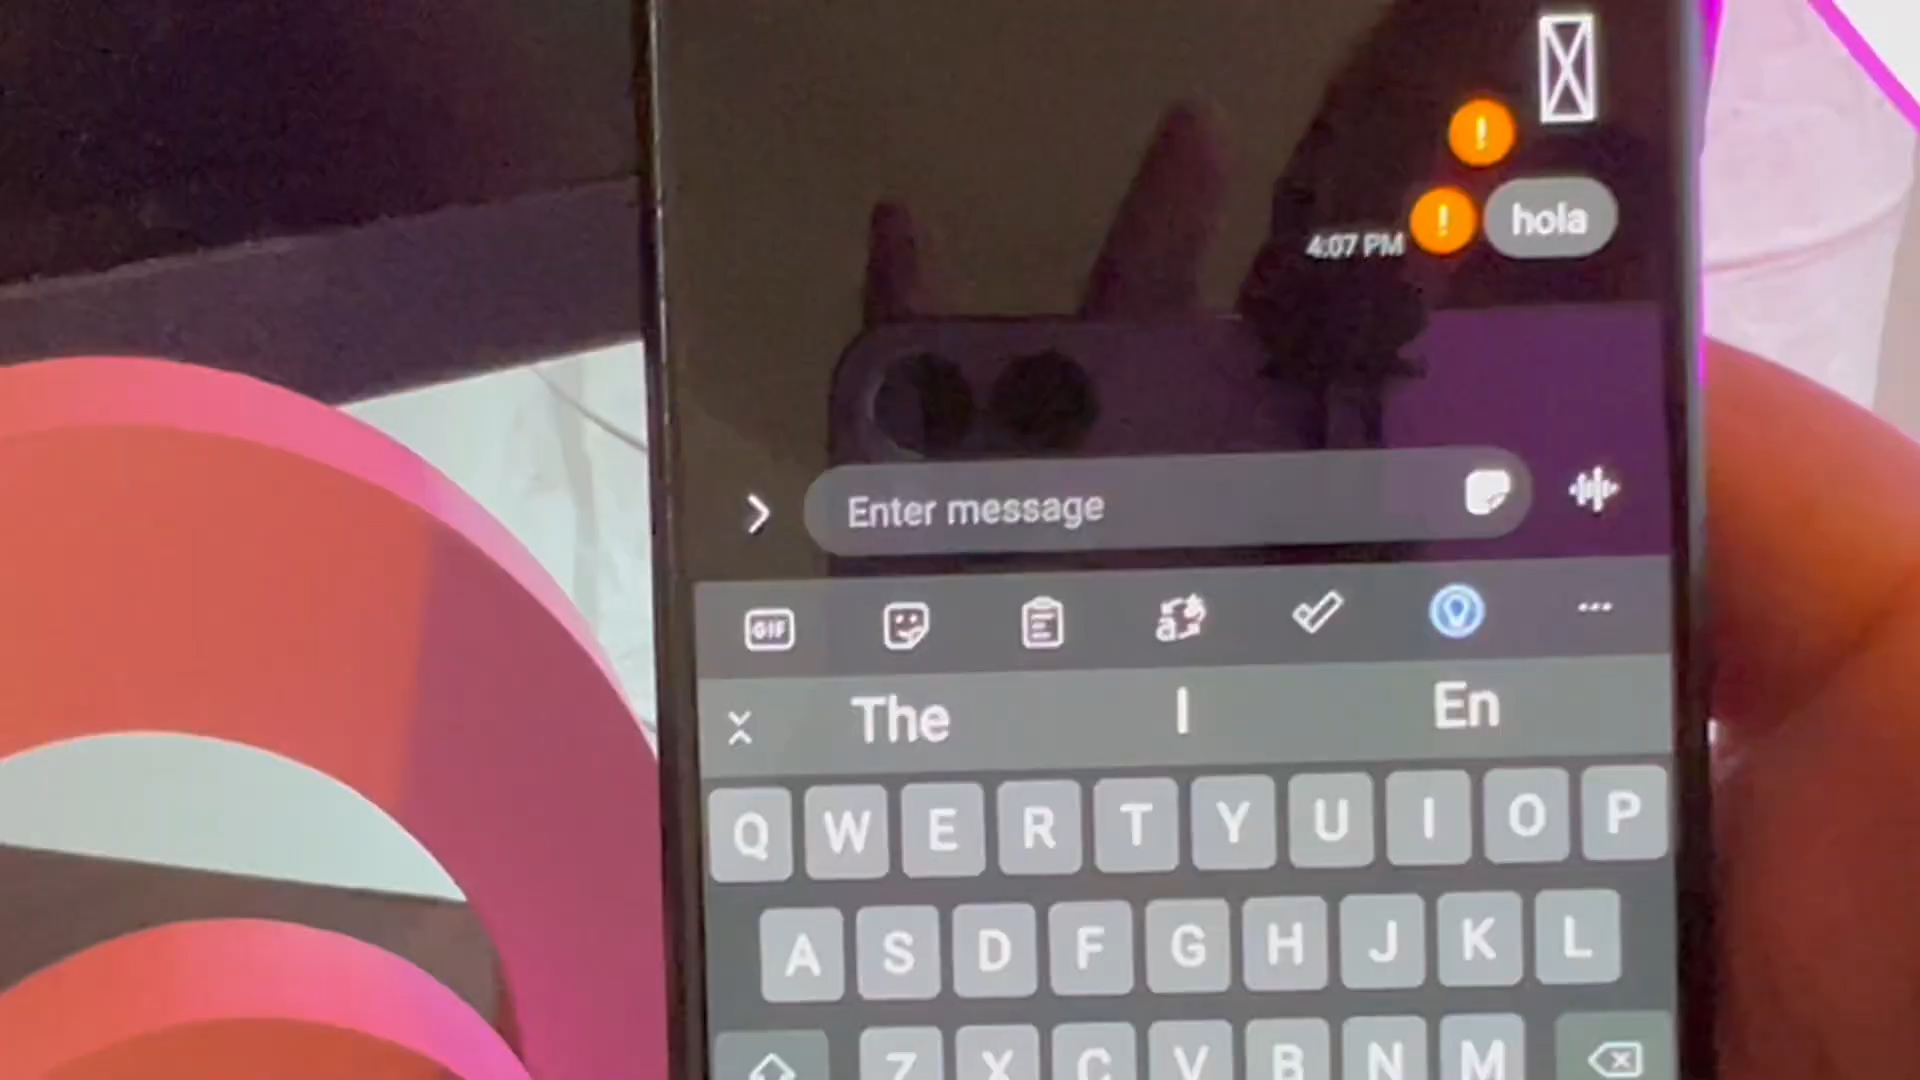 !
! hola
4:07 PM
Enter message
GIF
The I En
Q W E R T Y U I O P
A S D F G H J K L
Z X C V B N M